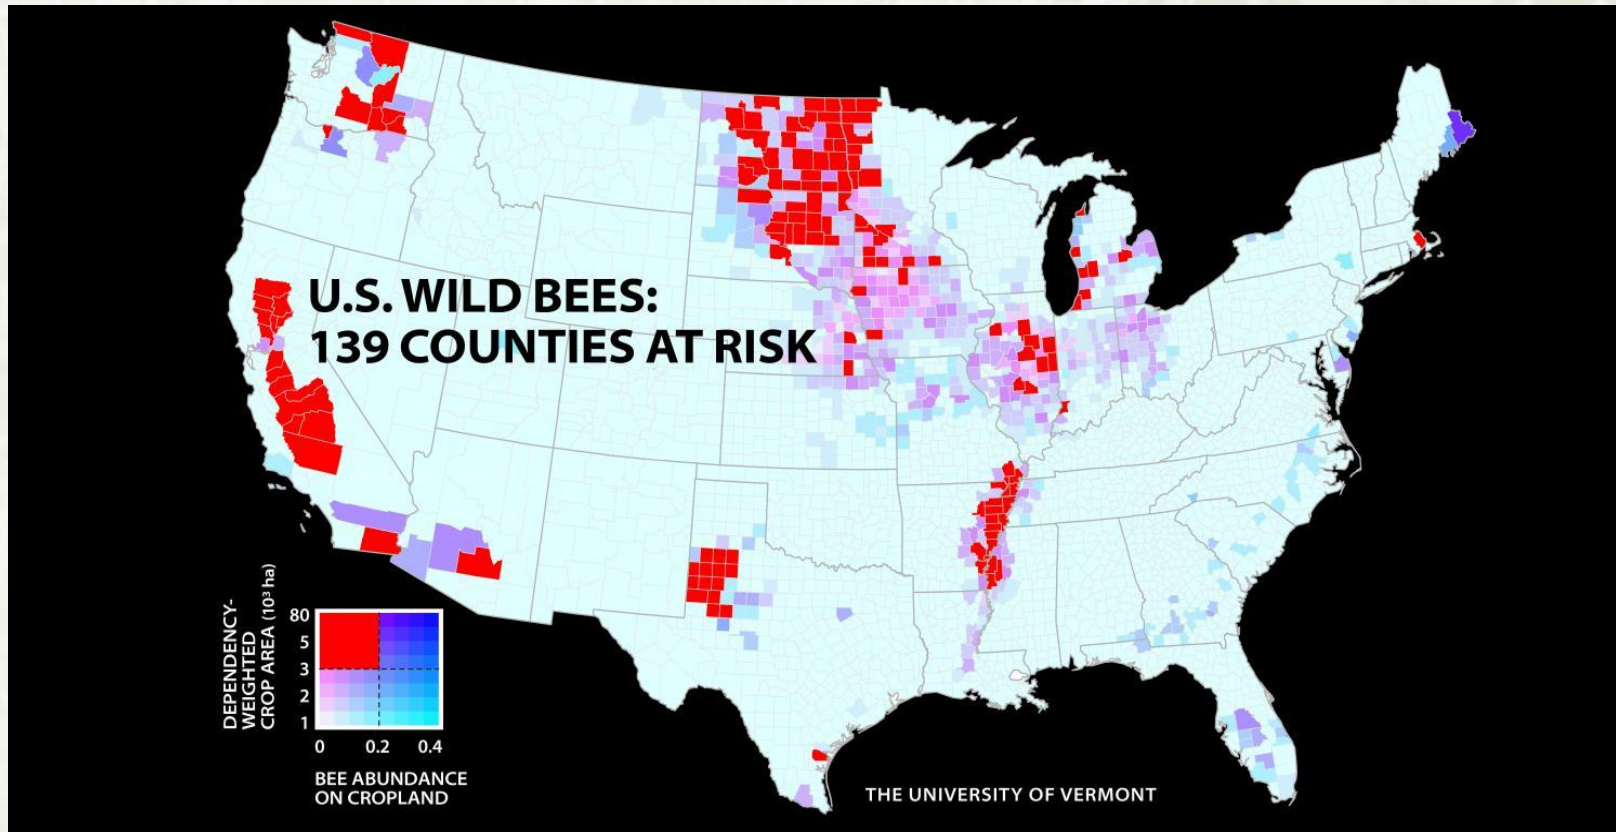 U.S. WILD BEES:
139 COUNTIES AT RISK
DEPENDENCY-
WEIGHTED
CROP AREA (10³ ha)
80
5
3
2
1
0 0.2 0.4
BEE ABUNDANCE
ON CROPLAND
THE UNIVERSITY OF VERMONT